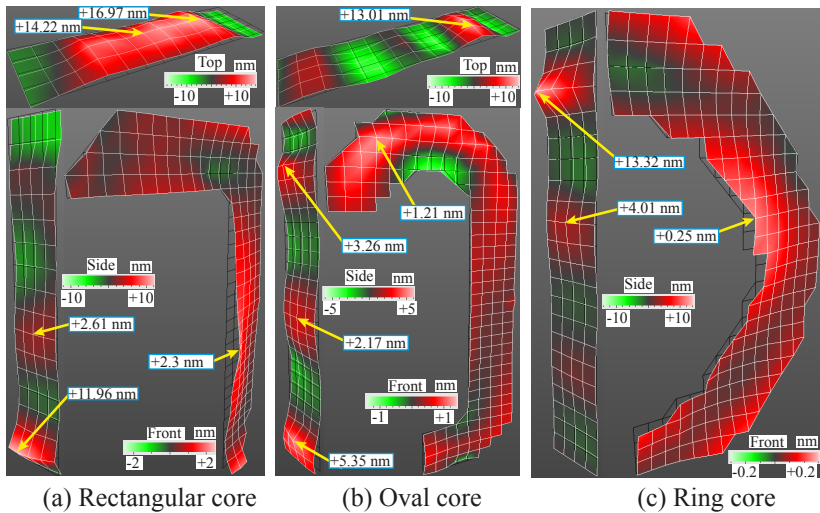 +16.97 nm
+14.22 nm
Top nm
-10 +10
Side nm
-10 +10
+2.61 nm
+2.3 nm
+11.96 nm
Front nm
-2 +2
(a) Rectangular core
+13.01 nm
Top nm
-10 +10
+1.21 nm
+3.26 nm
Side nm
-5 +5
+2.17 nm
Front nm
-1 +1
+5.35 nm
(b) Oval core
+13.32 nm
+4.01 nm
+0.25 nm
Side nm
-10 +10
Front nm
-0.2 +0.2
(c) Ring core